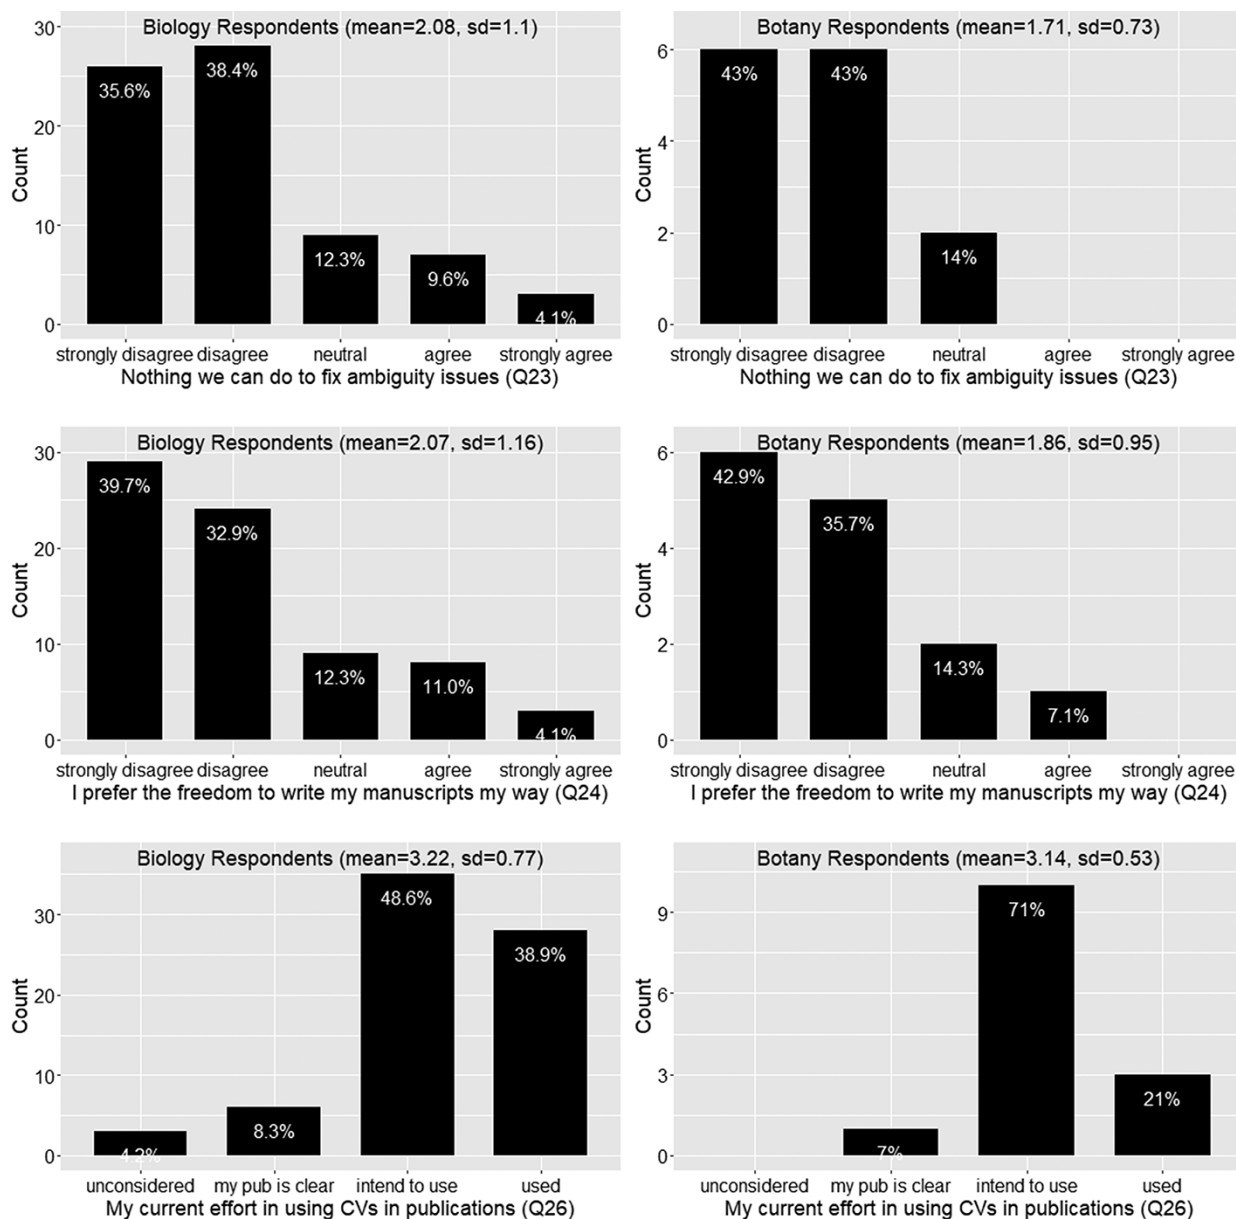 Biology Respondents (mean=2.08, sd=1.1)
30
20
10
0
Count
35.6%
38.4%
12.3%
9.6%
4.1%
strongly disagree disagree neutral agree strongly agree
Nothing we can do to fix ambiguity issues (Q23)
Botany Respondents (mean=1.71, sd=0.73)
6
4
2
0
Count
43%
43%
14%
strongly disagree disagree neutral agree strongly agree
Nothing we can do to fix ambiguity issues (Q23)
Biology Respondents (mean=2.07, sd=1.16)
30
20
10
0
Count
39.7%
32.9%
12.3%
11.0%
4.1%
strongly disagree disagree neutral agree strongly agree
I prefer the freedom to write my manuscripts my way (Q24)
Botany Respondents (mean=1.86, sd=0.95)
6
4
2
0
Count
42.9%
35.7%
14.3%
7.1%
strongly disagree disagree neutral agree strongly agree
I prefer the freedom to write my manuscripts my way (Q24)
Biology Respondents (mean=3.22, sd=0.77)
30
20
10
0
Count
4.2%
8.3%
48.6%
38.9%
unconsidered my pub is clear intend to use used
My current effort in using CVs in publications (Q26)
Botany Respondents (mean=3.14, sd=0.53)
9
6
3
0
Count
7%
71%
21%
unconsidered my pub is clear intend to use used
My current effort in using CVs in publications (Q26)